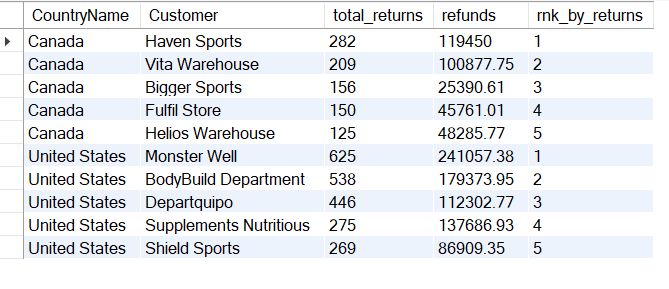 CountryName Customer total_returns refunds rnk_by_returns
Canada Haven Sports 282 119450 1
Canada Vita Warehouse 209 100877.75 2
Canada Bigger Sports 156 25390.61 3
Canada Fulfil Store 150 45761.01 4
Canada Helios Warehouse 125 48285.77 5
United States Monster Well 625 241057.38 1
United States BodyBuild Department 538 179373.95 2
United States Departquipo 446 112302.77 3
United States Supplements Nutritious 275 137686.93 4
United States Shield Sports 269 86909.35 5